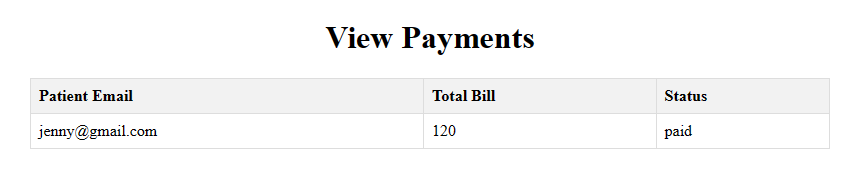 View Payments
Patient Email Total Bill Status
jenny@gmail.com 120 paid